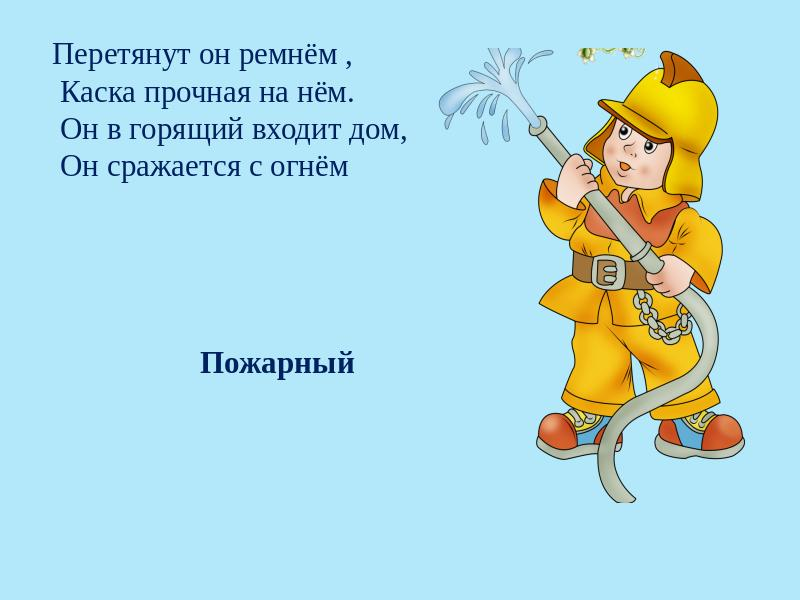 Перетянут он ремнём ,
Каска прочная на нём.
Он в горящий входит дом,
Он сражается с огнём
Пожарный